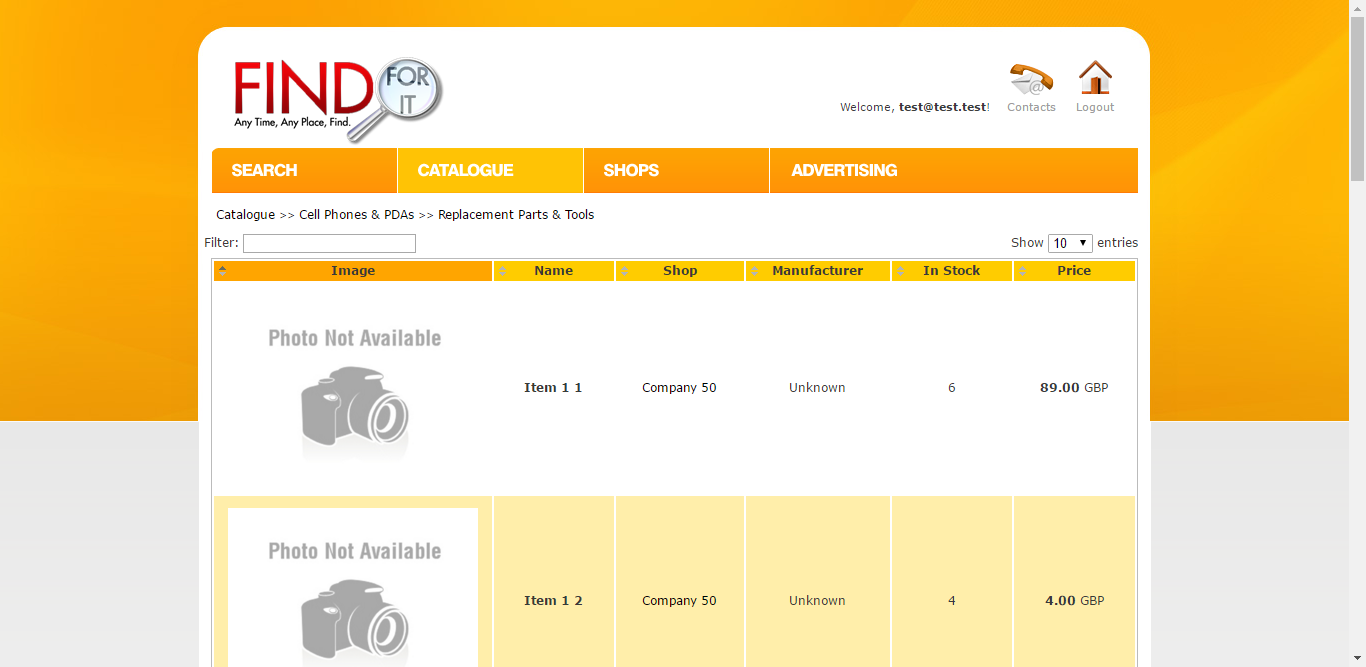 FIND FOR IT
Any Time, Any Place, Find.
Welcome, test@test.test!
Contacts
Logout
SEARCH
CATALOGUE
SHOPS
ADVERTISING
Catalogue >> Cell Phones & PDAs >> Replacement Parts & Tools
Filter:
Show 10 entries
Image Name Shop Manufacturer In Stock Price
Photo Not Available
Item 1 1 Company 50 Unknown 6 89.00 GBP
Photo Not Available
Item 1 2 Company 50 Unknown 4 4.00 GBP